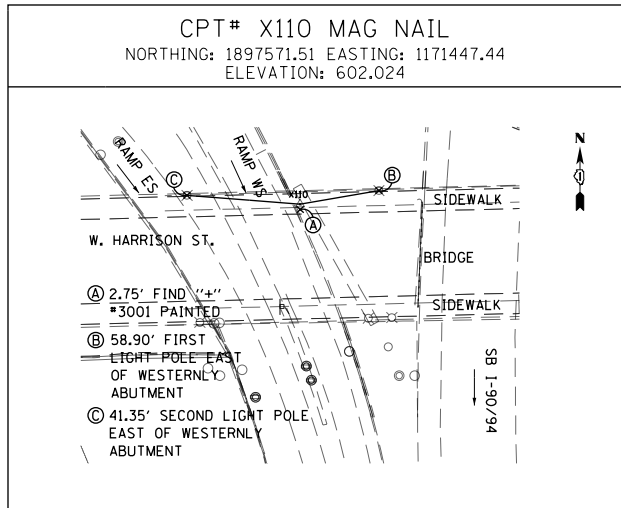 CPT# X110 MAG NAIL
NORTHING: 1897571.51 EASTING: 1171447.44
ELEVATION: 602.024
N
RAMP ES
RAMP WS
C
X110
B
A
SIDEWALK
W. HARRISON ST.
BRIDGE
SIDEWALK
A 2.75' FIND "+"
#3001 PAINTED
B 58.90' FIRST
LIGHT POLE EAST
OF WESTERNLY
ABUTMENT
C 41.35' SECOND LIGHT POLE
EAST OF WESTERNLY
ABUTMENT
SB I-90/94